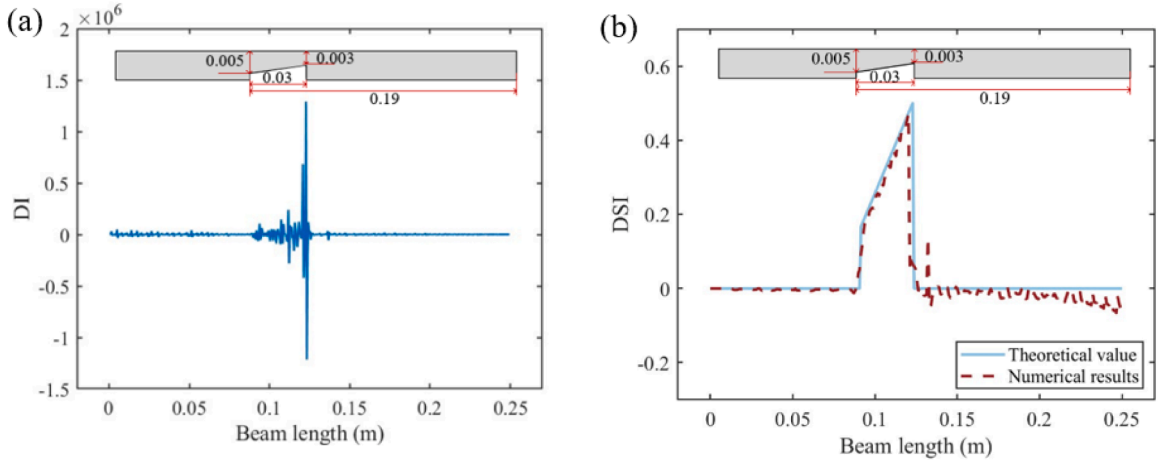 (a)
×10⁶
2
1.5
1
0.5
0
-0.5
-1
-1.5
DI
0.005
0.003
0.03
0.19
0 0.05 0.1 0.15 0.2 0.25
Beam length (m)
(b)
0.6
0.4
0.2
0
-0.2
DSI
0.005
0.003
0.03
0.19
Theoretical value
Numerical results
0 0.05 0.1 0.15 0.2 0.25
Beam length (m)